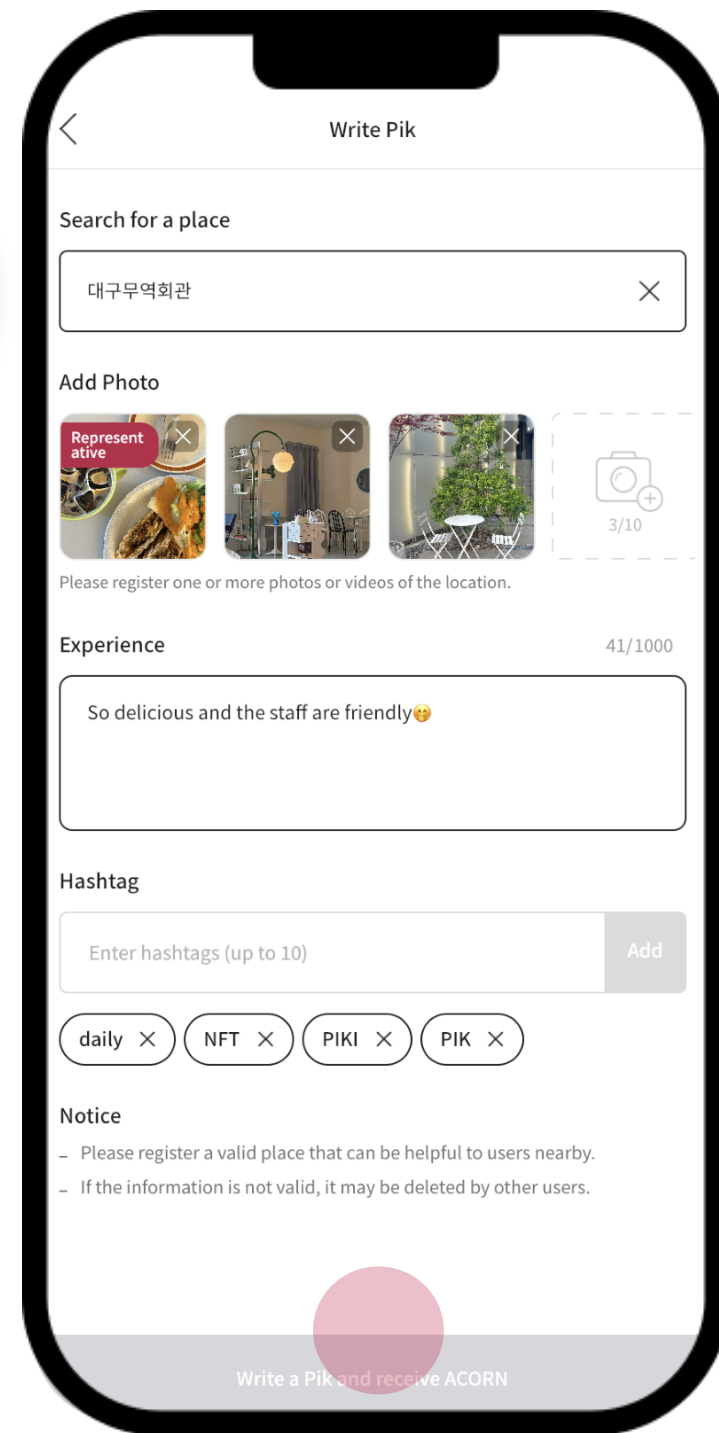 Write Pik
Search for a place
대구무역회관
Add Photo
Represent
ative
3/10
Please register one or more photos or videos of the location.
Experience 41/1000
So delicious and the staff are friendly🤭
Hashtag
Enter hashtags (up to 10) Add
daily NFT PIKI PIK
Notice
– Please register a valid place that can be helpful to users nearby.
– If the information is not valid, it may be deleted by other users.
Write a Pik and receive ACORN